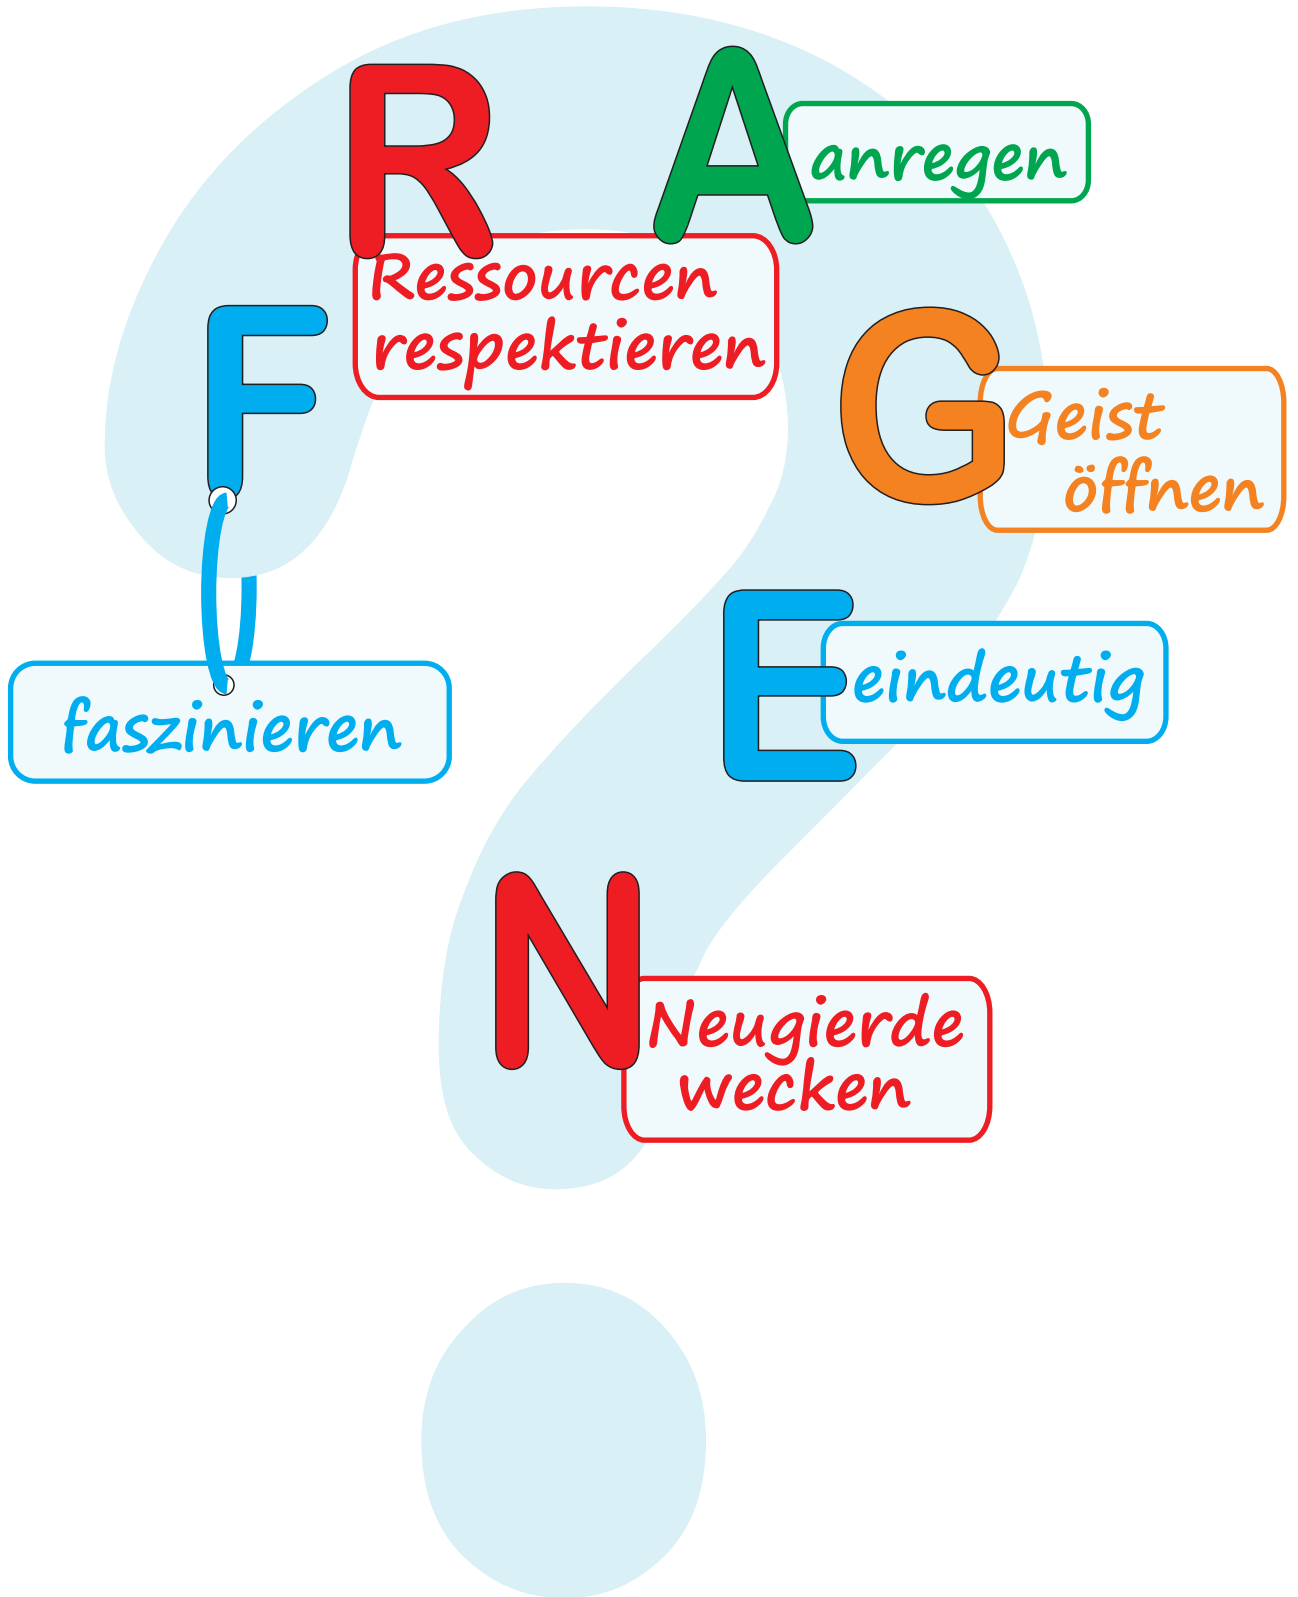 F
faszinieren
R
Ressourcen
respektieren
A
anregen
G
Geist
öffnen
E
eindeutig
N
Neugierde
wecken